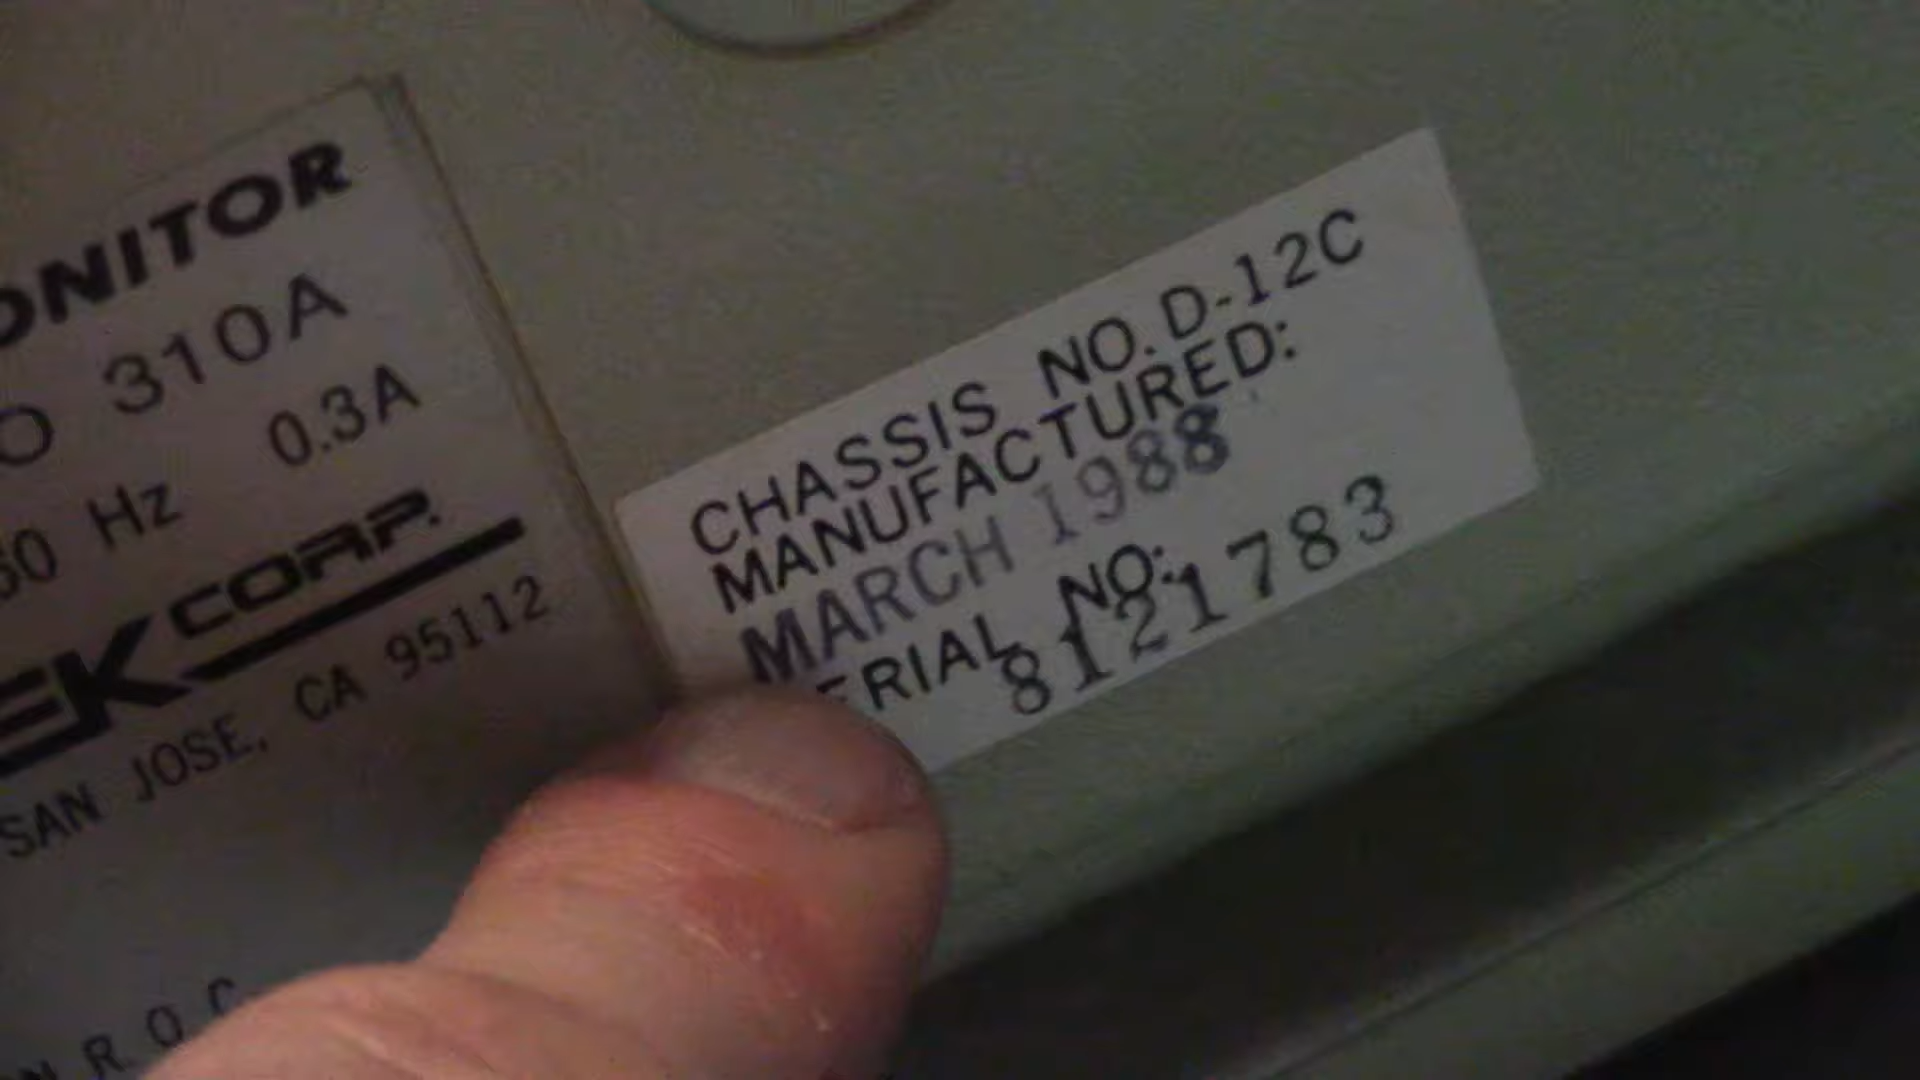 ONITOR
O 310A
60 Hz 0.3A
EK CORP.
SAN JOSE, CA 95112
N R.O.C.
CHASSIS NO. D-12C
MANUFACTURED:
MARCH 1988
ERIAL NO:
8121783